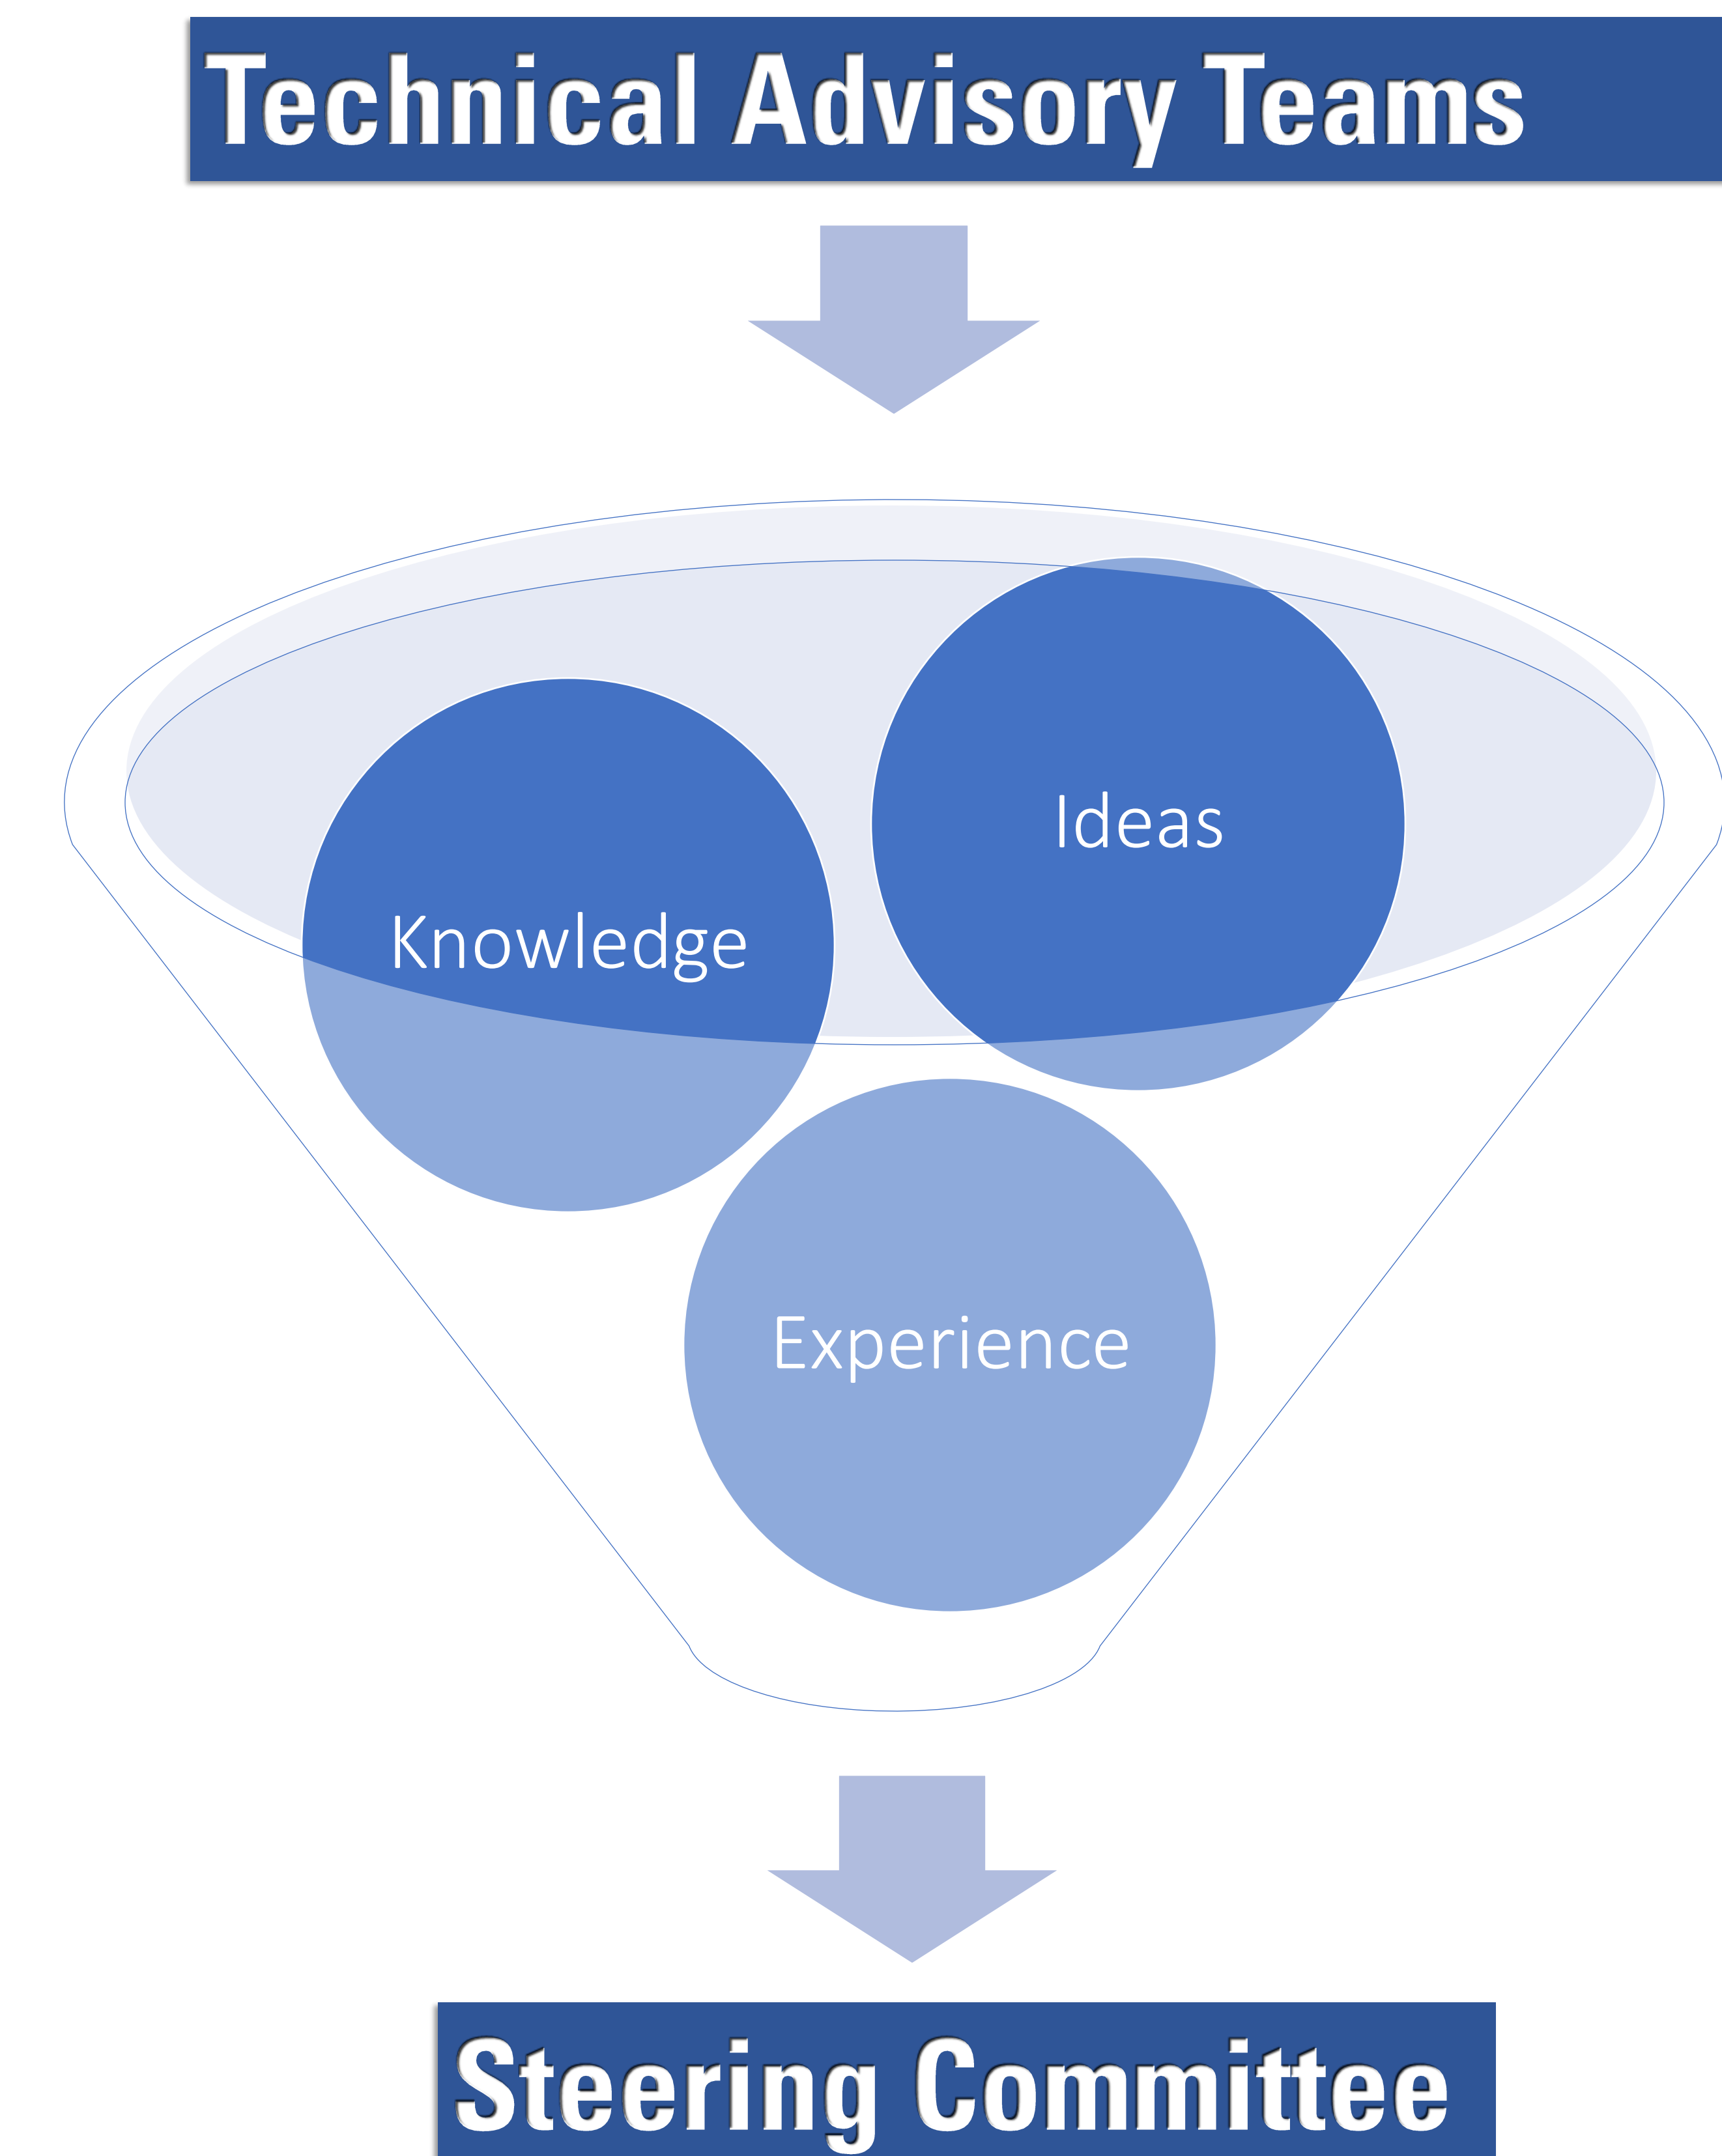 Technical Advisory Teams
Ideas
Knowledge
Experience
Steering Committee